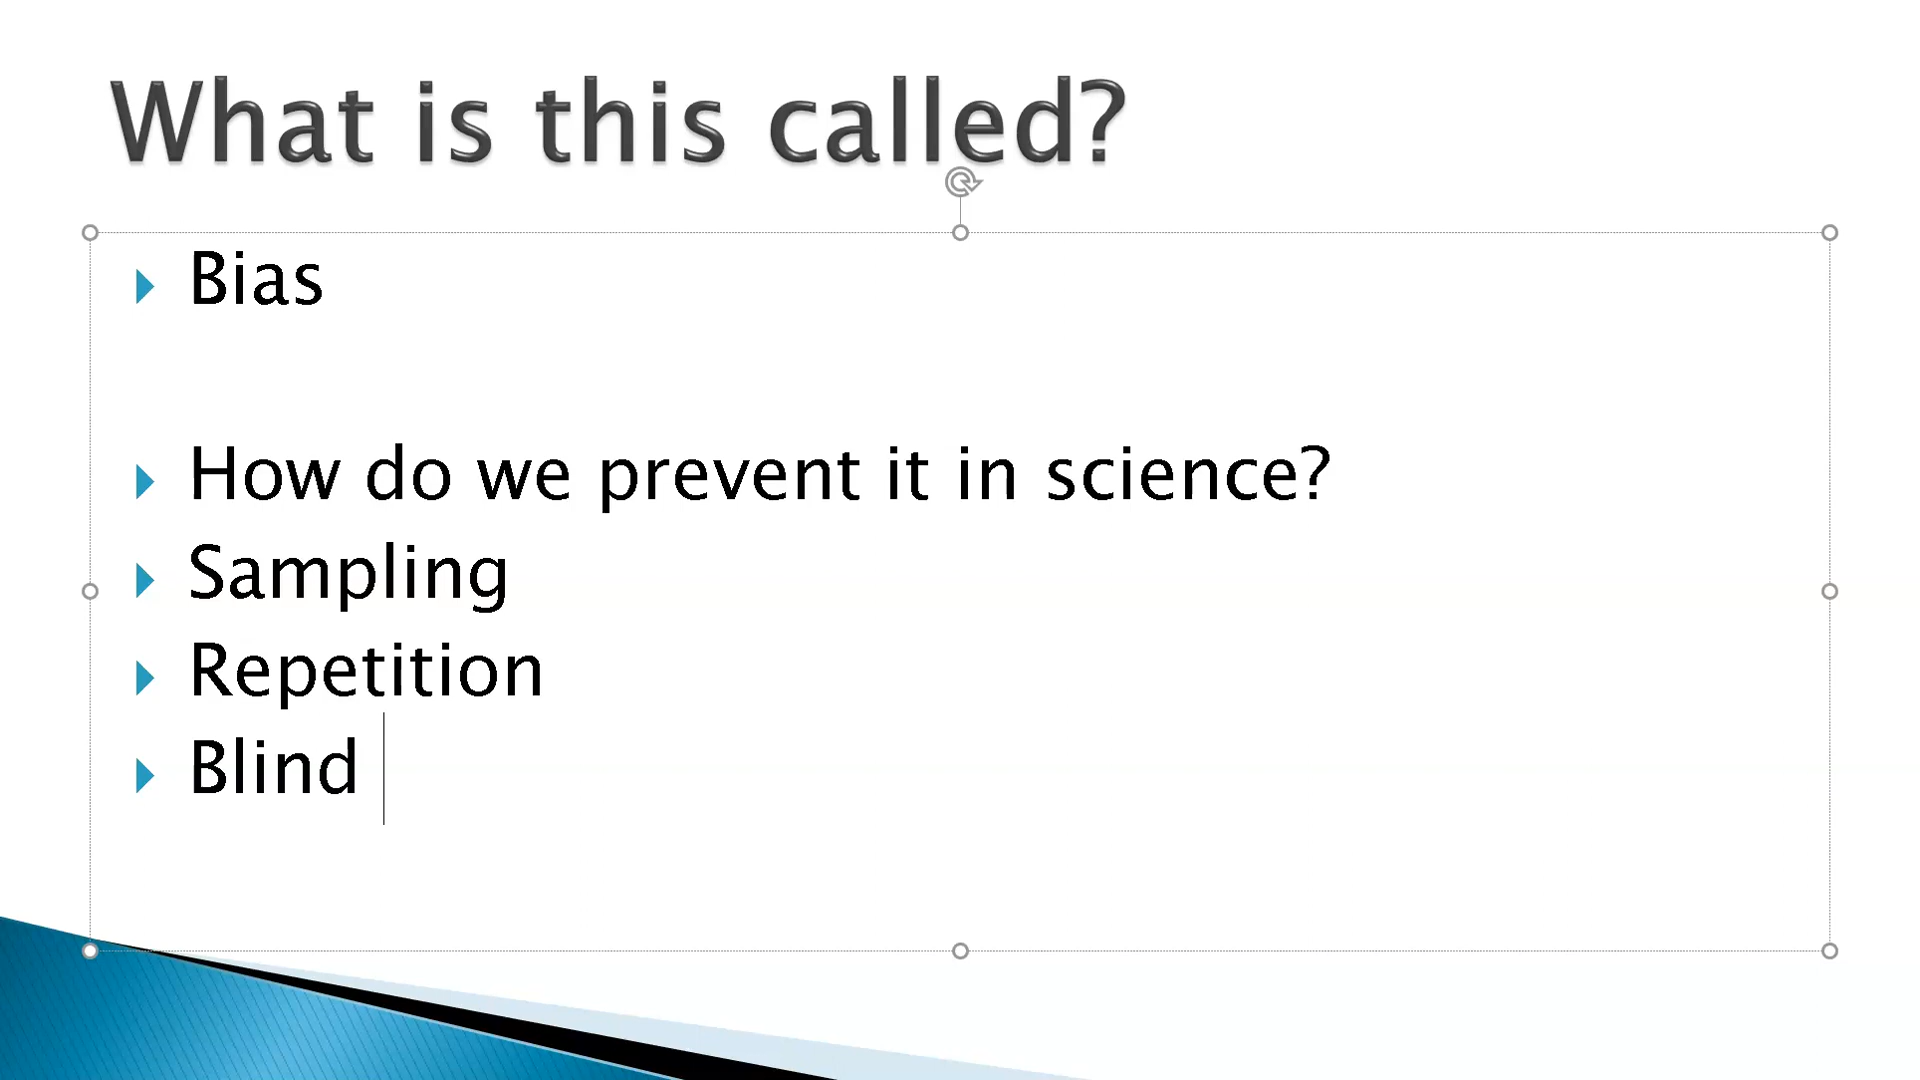 What is this called?
Bias
How do we prevent it in science?
Sampling
Repetition
Blind